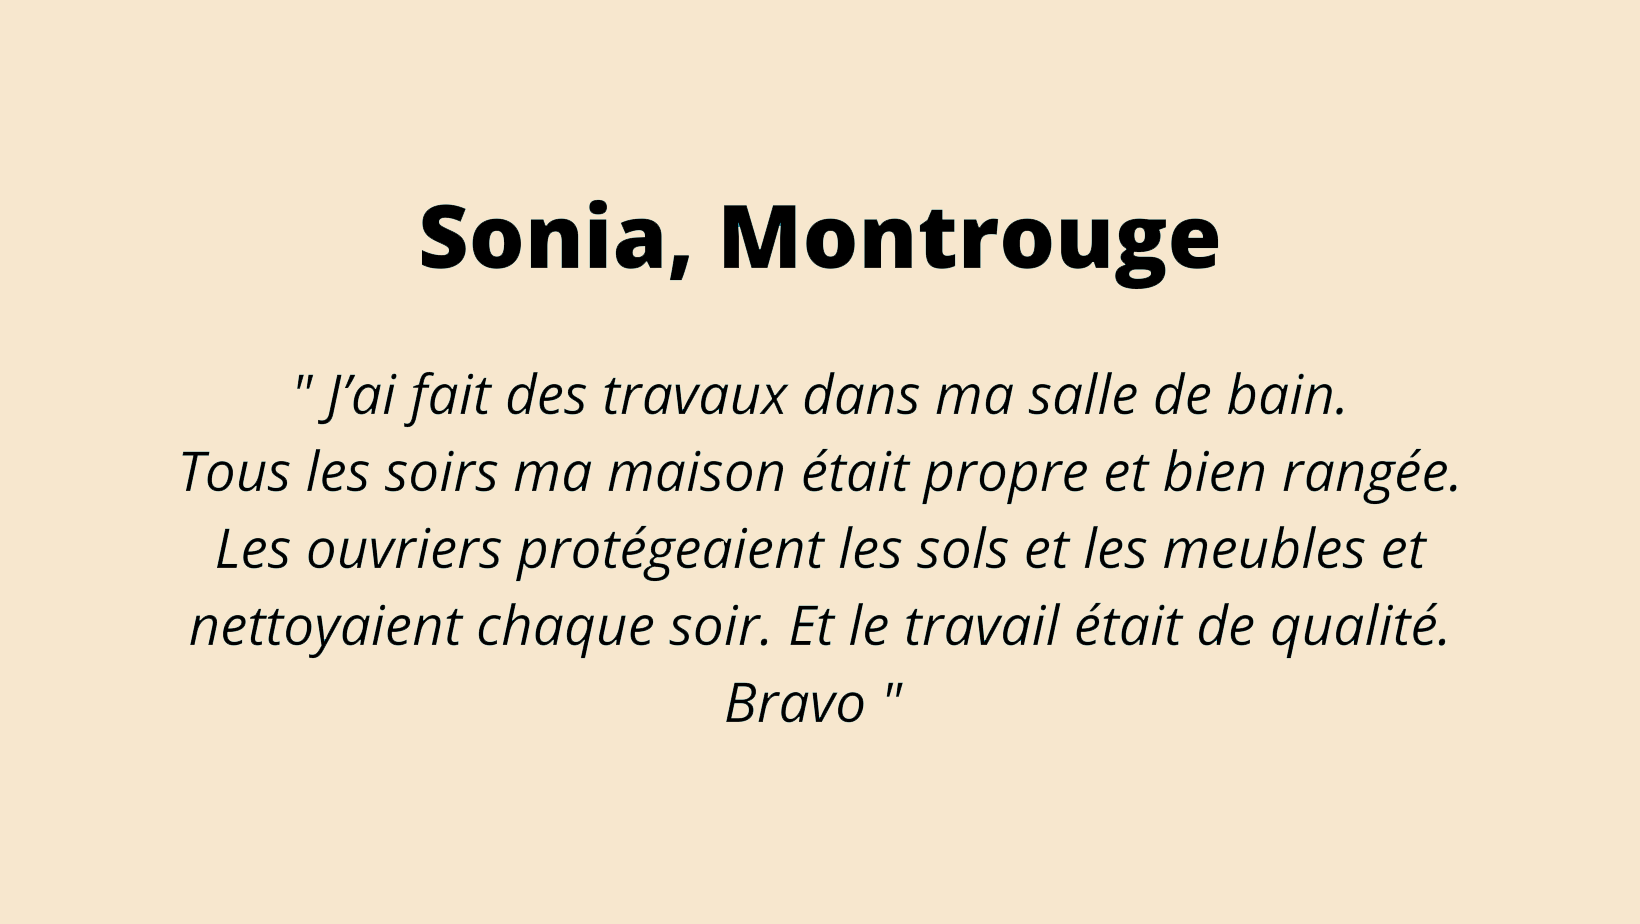 Sonia, Montrouge
" J’ai fait des travaux dans ma salle de bain.
Tous les soirs ma maison était propre et bien rangée.
Les ouvriers protégeaient les sols et les meubles et
nettoyaient chaque soir. Et le travail était de qualité.
Bravo "